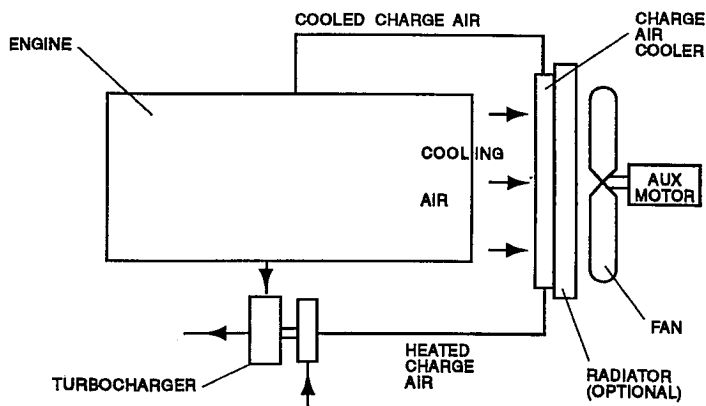 COOLED CHARGE AIR
CHARGE
AIR
COOLER
ENGINE
COOLING
AIR
AUX
MOTOR
FAN
HEATED
CHARGE
AIR
RADIATOR
(OPTIONAL)
TURBOCHARGER